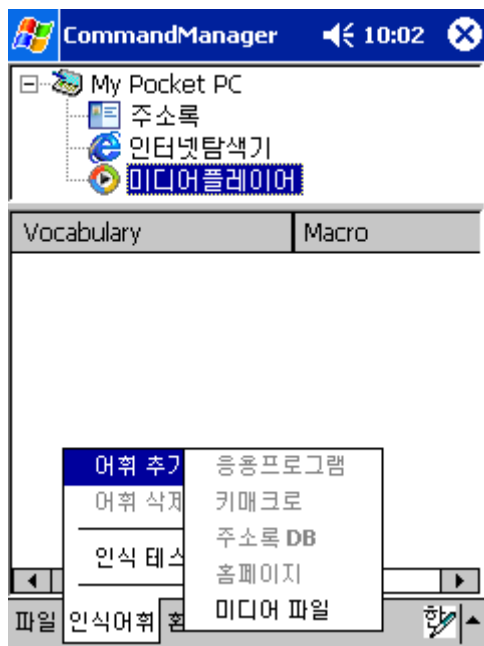 CommandManager 10:02
My Pocket PC
주소록
인터넷탐색기
미디어플레이어
Vocabulary Macro
어휘 추가 응용프로그램
어휘 삭제 키매크로
주소록 DB
인식 테스
홈페이지
미디어 파일
파일 인식어휘 환 한